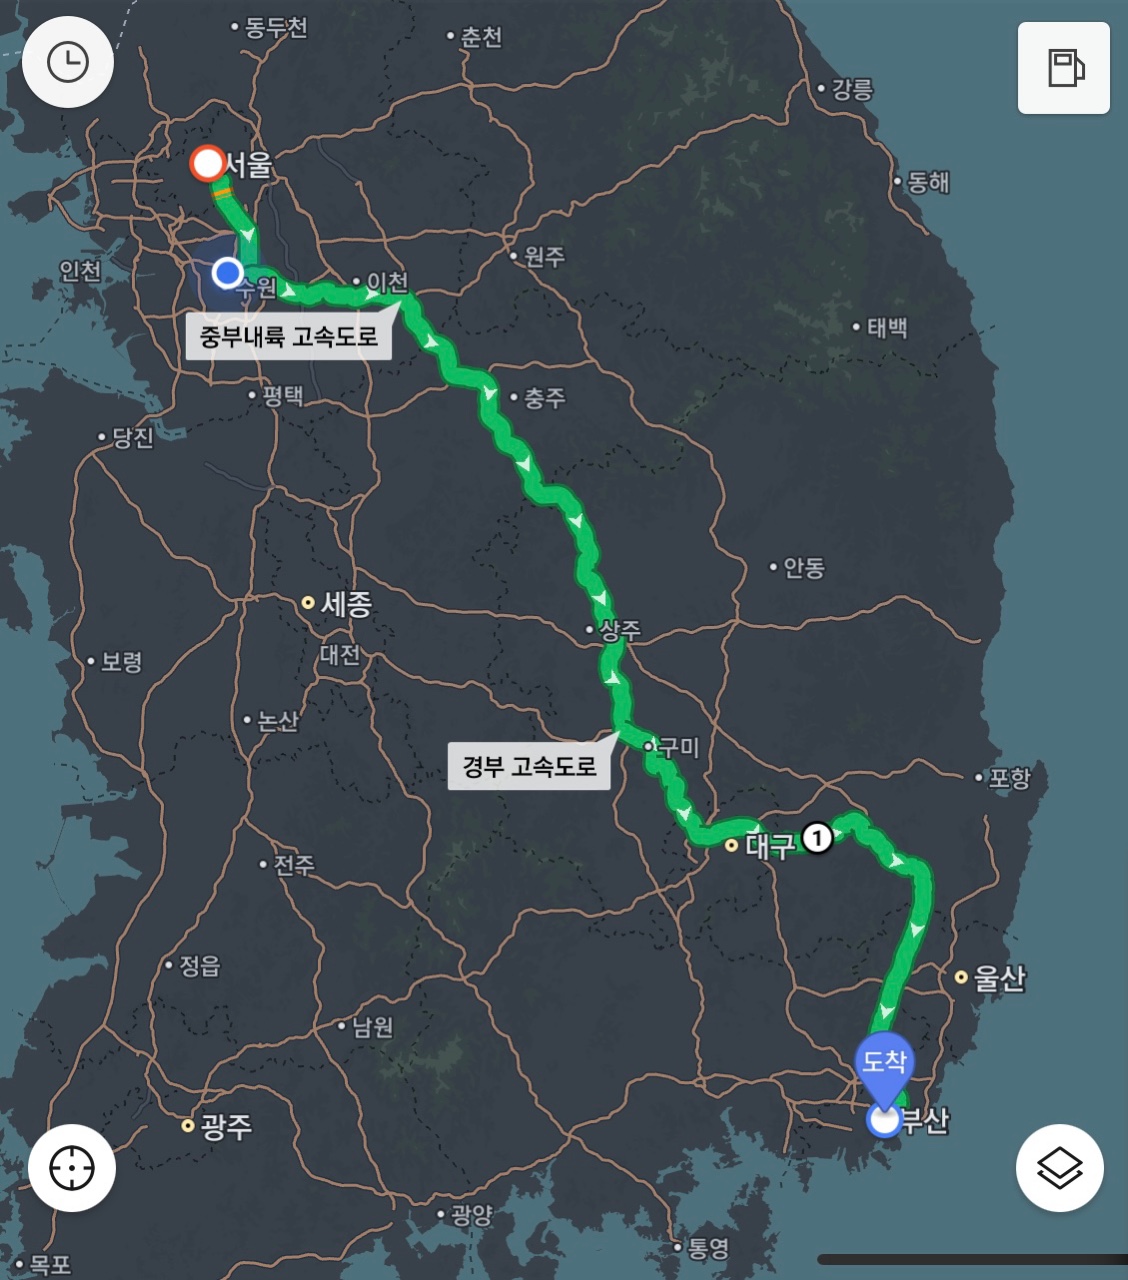 동두천
춘천
강릉
서울
동해
인천
수원
이천
원주
중부내륙 고속도로
태백
평택
충주
당진
안동
세종
상주
대전
보령
논산
구미
경부 고속도로
포항
대구
1
전주
정읍
울산
남원
도착
부산
광주
광양
통영
목포